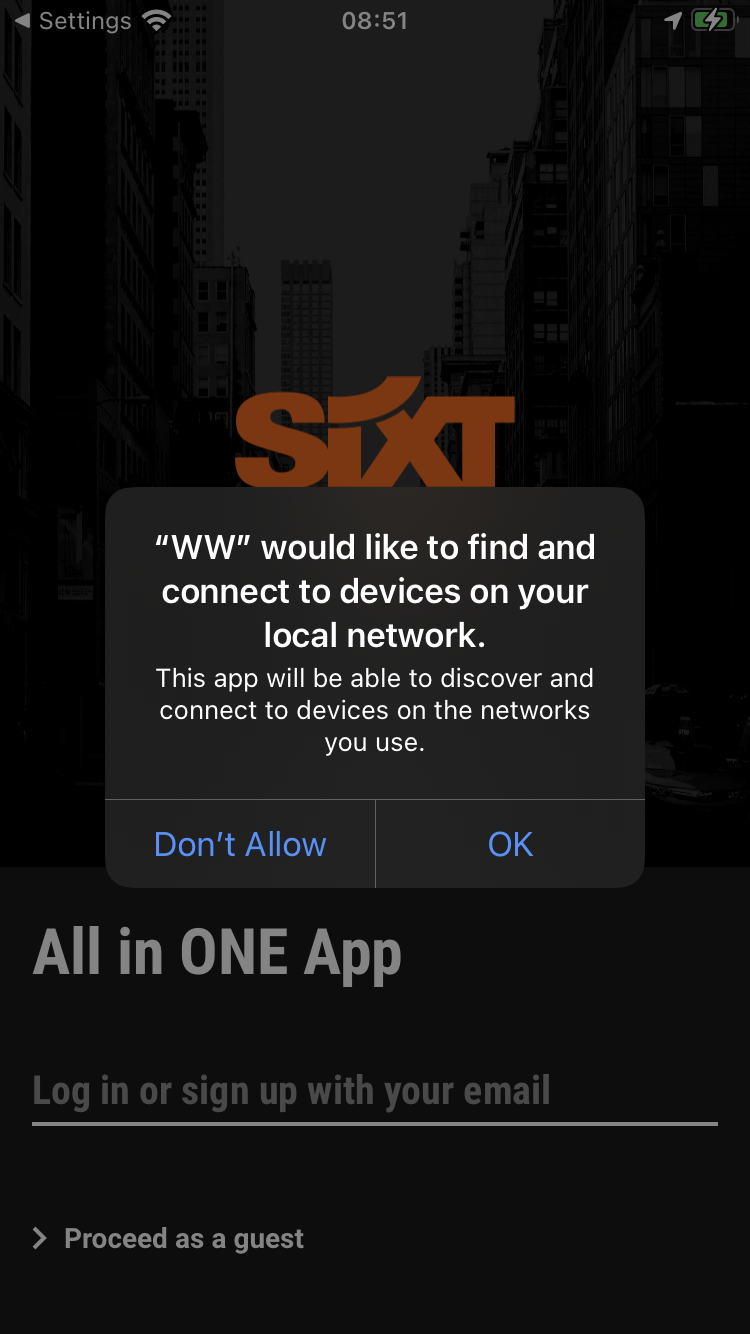 Settings
08:51
SiXT
“WW” would like to find and
connect to devices on your
local network.
This app will be able to discover and
connect to devices on the networks
you use.
Don’t Allow
OK
All in ONE App
Log in or sign up with your email
Proceed as a guest